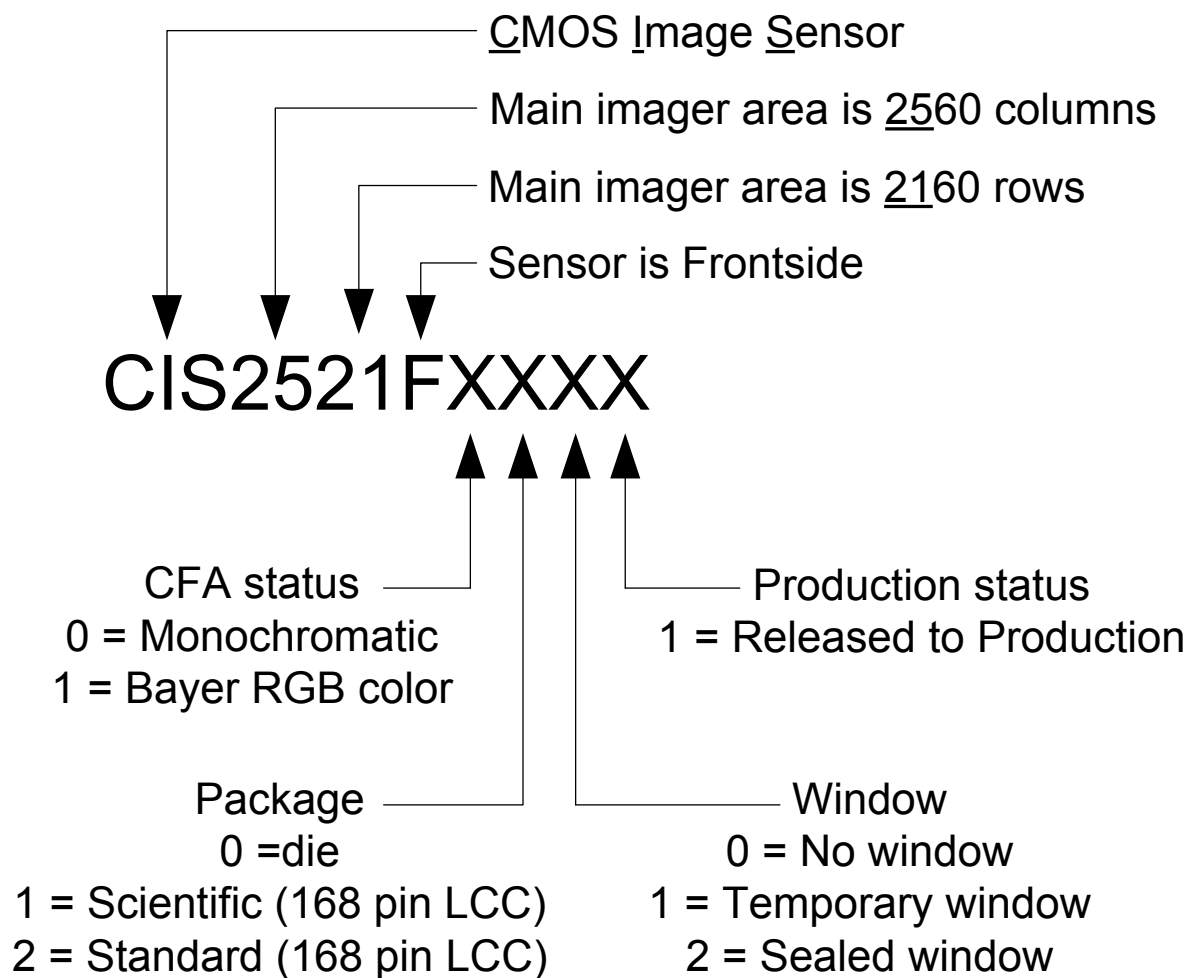 CMOS Image Sensor
Main imager area is 2560 columns
Main imager area is 2160 rows
Sensor is Frontside
CIS2521FXXXX
CFA status
0 = Monochromatic
1 = Bayer RGB color
Production status
1 = Released to Production
Package
0 =die
1 = Scientific (168 pin LCC)
2 = Standard (168 pin LCC)
Window
0 = No window
1 = Temporary window
2 = Sealed window